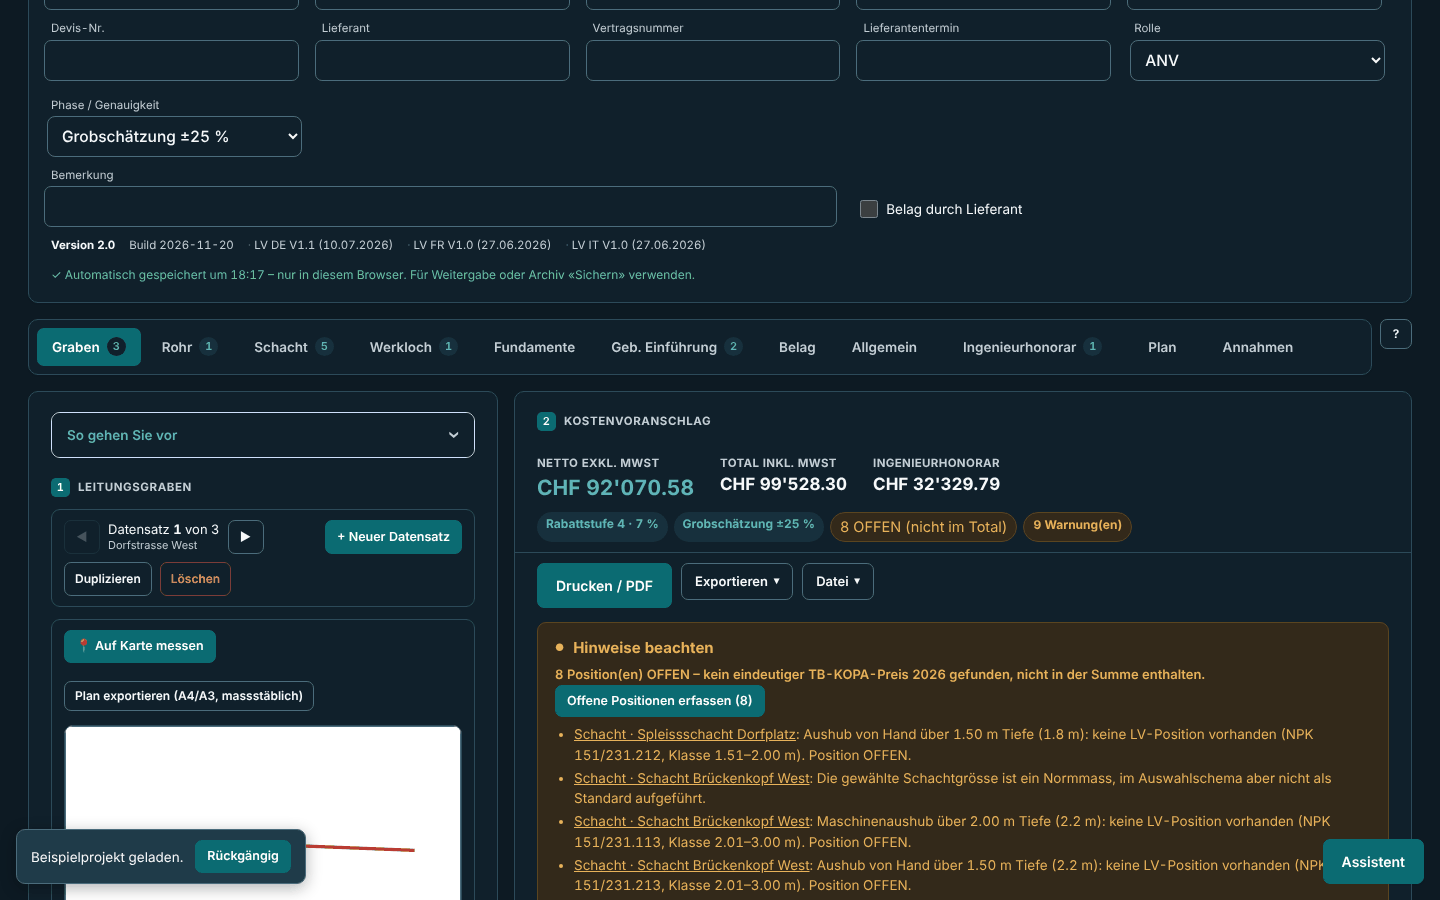 Devis-Nr. Lieferant Vertragsnummer Lieferantentermin Rolle
ANV
Phase / Genauigkeit
Grobschätzung ±25 %
Bemerkung
Belag durch Lieferant
Version 2.0 Build 2026-11-20 · LV DE V1.1 (10.07.2026) · LV FR V1.0 (27.06.2026) · LV IT V1.0 (27.06.2026)
✓ Automatisch gespeichert um 18:17 – nur in diesem Browser. Für Weitergabe oder Archiv «Sichern» verwenden.
Graben 3 Rohr 1 Schacht 5 Werkloch 1 Fundamente Geb. Einführung 2 Belag Allgemein Ingenieurhonorar 1 Plan Annahmen ?
So gehen Sie vor
1 LEITUNGSGRABEN
◀ Datensatz 1 von 3 ▶ + Neuer Datensatz
Dorfstrasse West
Duplizieren Löschen
📍 Auf Karte messen
Plan exportieren (A4/A3, massstäblich)
Beispielprojekt geladen. Rückgängig
2 KOSTENVORANSCHLAG
NETTO EXKL. MWST TOTAL INKL. MWST INGENIEURHONORAR
CHF 92'070.58 CHF 99'528.30 CHF 32'329.79
Rabattstufe 4 · 7 % Grobschätzung ±25 % 8 OFFEN (nicht im Total) 9 Warnung(en)
Drucken / PDF Exportieren ▾ Datei ▾
● Hinweise beachten
8 Position(en) OFFEN – kein eindeutiger TB-KOPA-Preis 2026 gefunden, nicht in der Summe enthalten.
Offene Positionen erfassen (8)
• Schacht · Spleissschacht Dorfplatz: Aushub von Hand über 1.50 m Tiefe (1.8 m): keine LV-Position vorhanden (NPK
151/231.212, Klasse 1.51–2.00 m). Position OFFEN.
• Schacht · Schacht Brückenkopf West: Die gewählte Schachtgrösse ist ein Normmass, im Auswahlschema aber nicht als
Standard aufgeführt.
• Schacht · Schacht Brückenkopf West: Maschinenaushub über 2.00 m Tiefe (2.2 m): keine LV-Position vorhanden (NPK
151/231.113, Klasse 2.01–3.00 m). Position OFFEN.
• Schacht · Schacht Brückenkopf West: Aushub von Hand über 1.50 m Tiefe (2.2 m): keine LV-Position vorhanden (NPK
151/231.213, Klasse 2.01–3.00 m). Position OFFEN.
Assistent